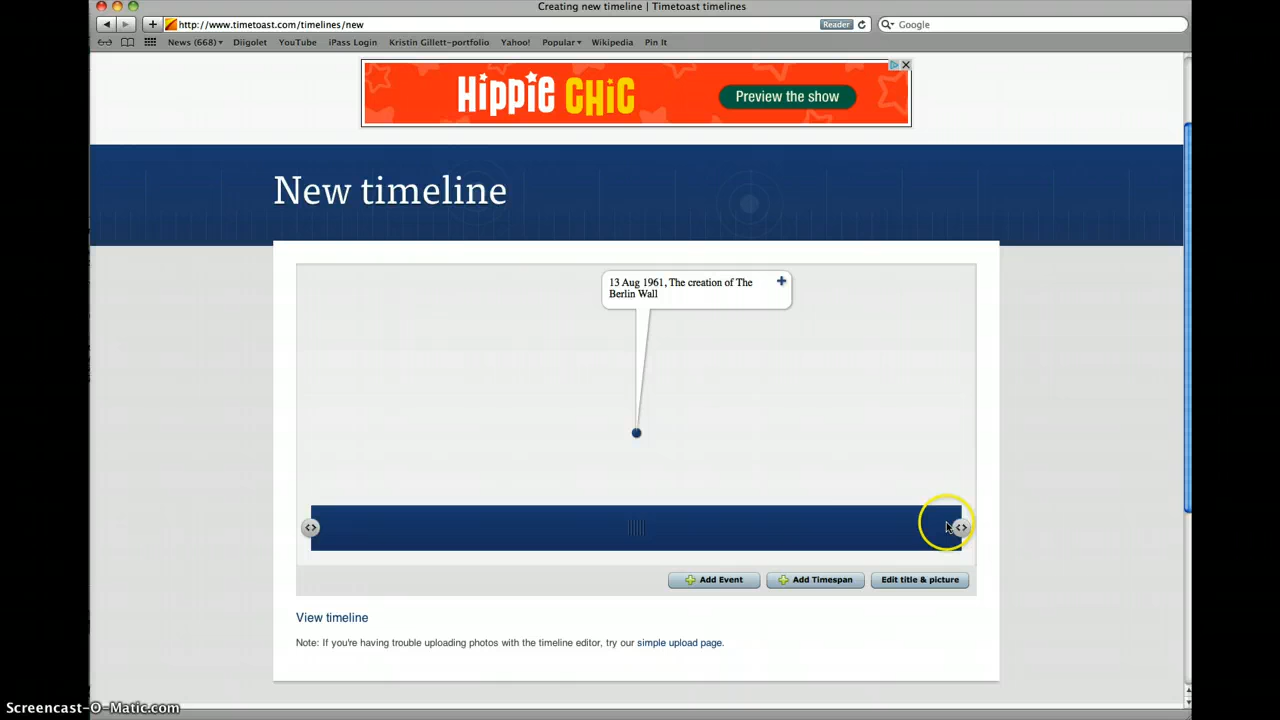 Creating new timeline | Timetoast timelines
http://www.timetoast.com/timelines/new
Reader
Google
News (668) Diigolet YouTube iPass Login Kristin Gillett-portfolio Yahoo! Popular Wikipedia Pin It
Hippie CHiC
Preview the show
New timeline
13 Aug 1961, The creation of The
Berlin Wall
Add Event Add Timespan Edit title & picture
View timeline
Note: If you're having trouble uploading photos with the timeline editor, try our simple upload page.
Screencast-O-Matic.com